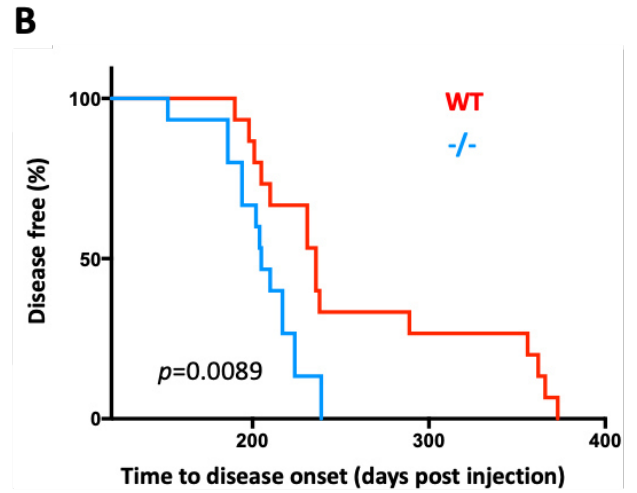 B
100
50
0
Disease free (%)
WT
-/-
p=0.0089
200
300
400
Time to disease onset (days post injection)